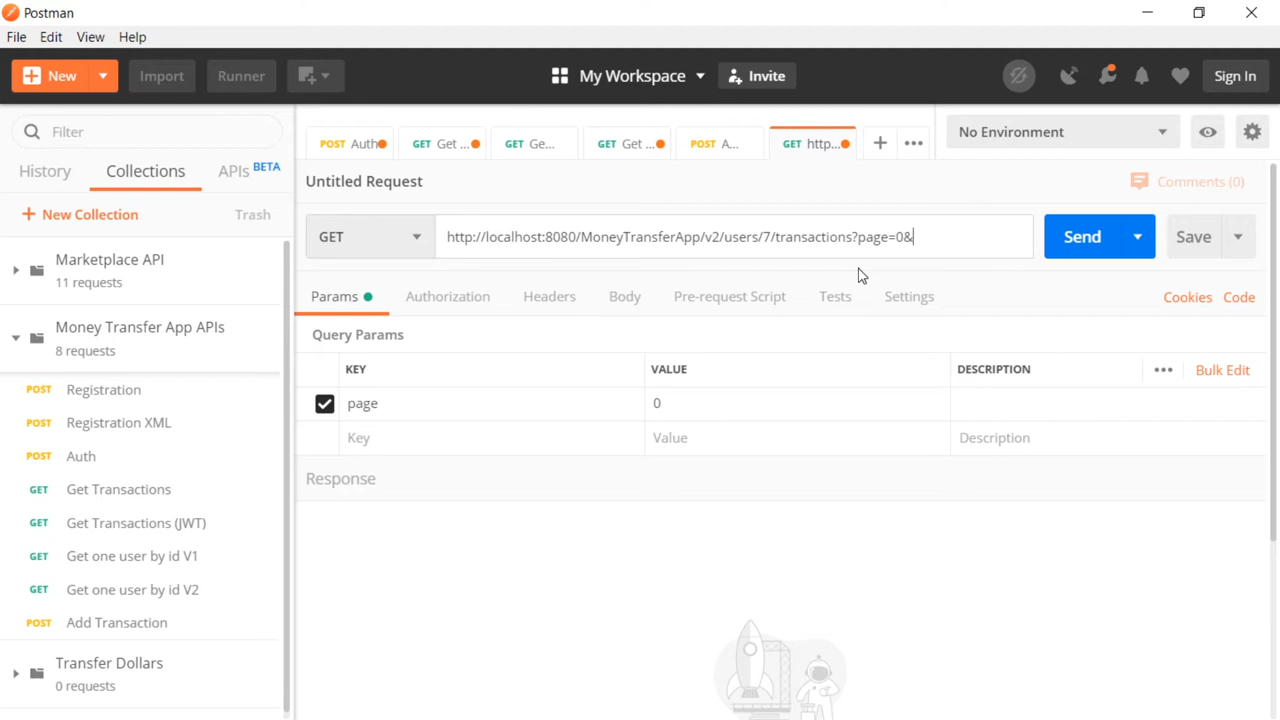 Postman
File Edit View Help
New Import Runner My Workspace Invite Sign In
Filter
History Collections APIs BETA
New Collection Trash
Marketplace API
11 requests
Money Transfer App APIs
8 requests
POST Registration
POST Registration XML
POST Auth
GET Get Transactions
GET Get Transactions (JWT)
GET Get one user by id V1
GET Get one user by id V2
POST Add Transaction
Transfer Dollars
0 requests
POST Auth GET Get ... GET Ge... GET Get ... POST A... GET http... No Environment
Untitled Request Comments (0)
GET http://localhost:8080/MoneyTransferApp/v2/users/7/transactions?page=0& Send Save
Params Authorization Headers Body Pre-request Script Tests Settings Cookies Code
Query Params
KEY VALUE DESCRIPTION Bulk Edit
page 0
Key Value Description
Response